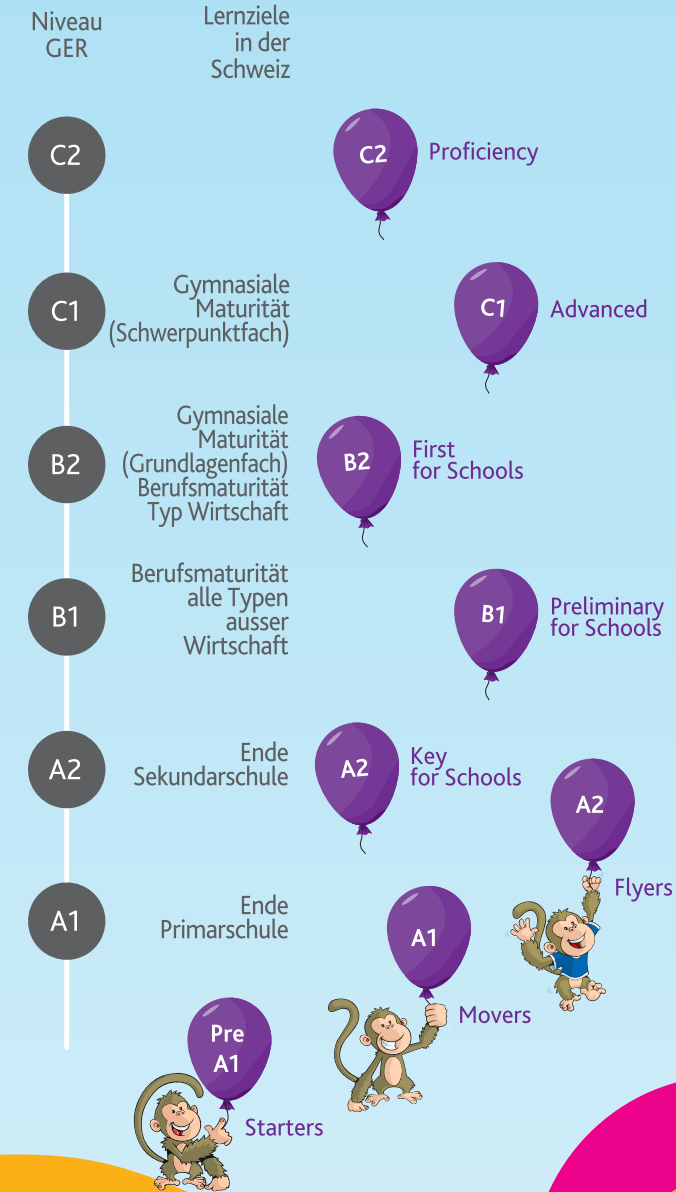 Niveau
GER
Lernziele
in der
Schweiz
C2
C2
Proficiency
C1
Gymnasiale
Maturität
(Schwerpunktfach)
C1
Advanced
B2
Gymnasiale
Maturität
(Grundlagenfach)
Berufsmaturität
Typ Wirtschaft
B2
First
for Schools
B1
Berufsmaturität
alle Typen
ausser
Wirtschaft
B1
Preliminary
for Schools
A2
Ende
Sekundarschule
A2
Key
for Schools
A2
Flyers
A1
Ende
Primarschule
A1
Movers
Pre
A1
Starters